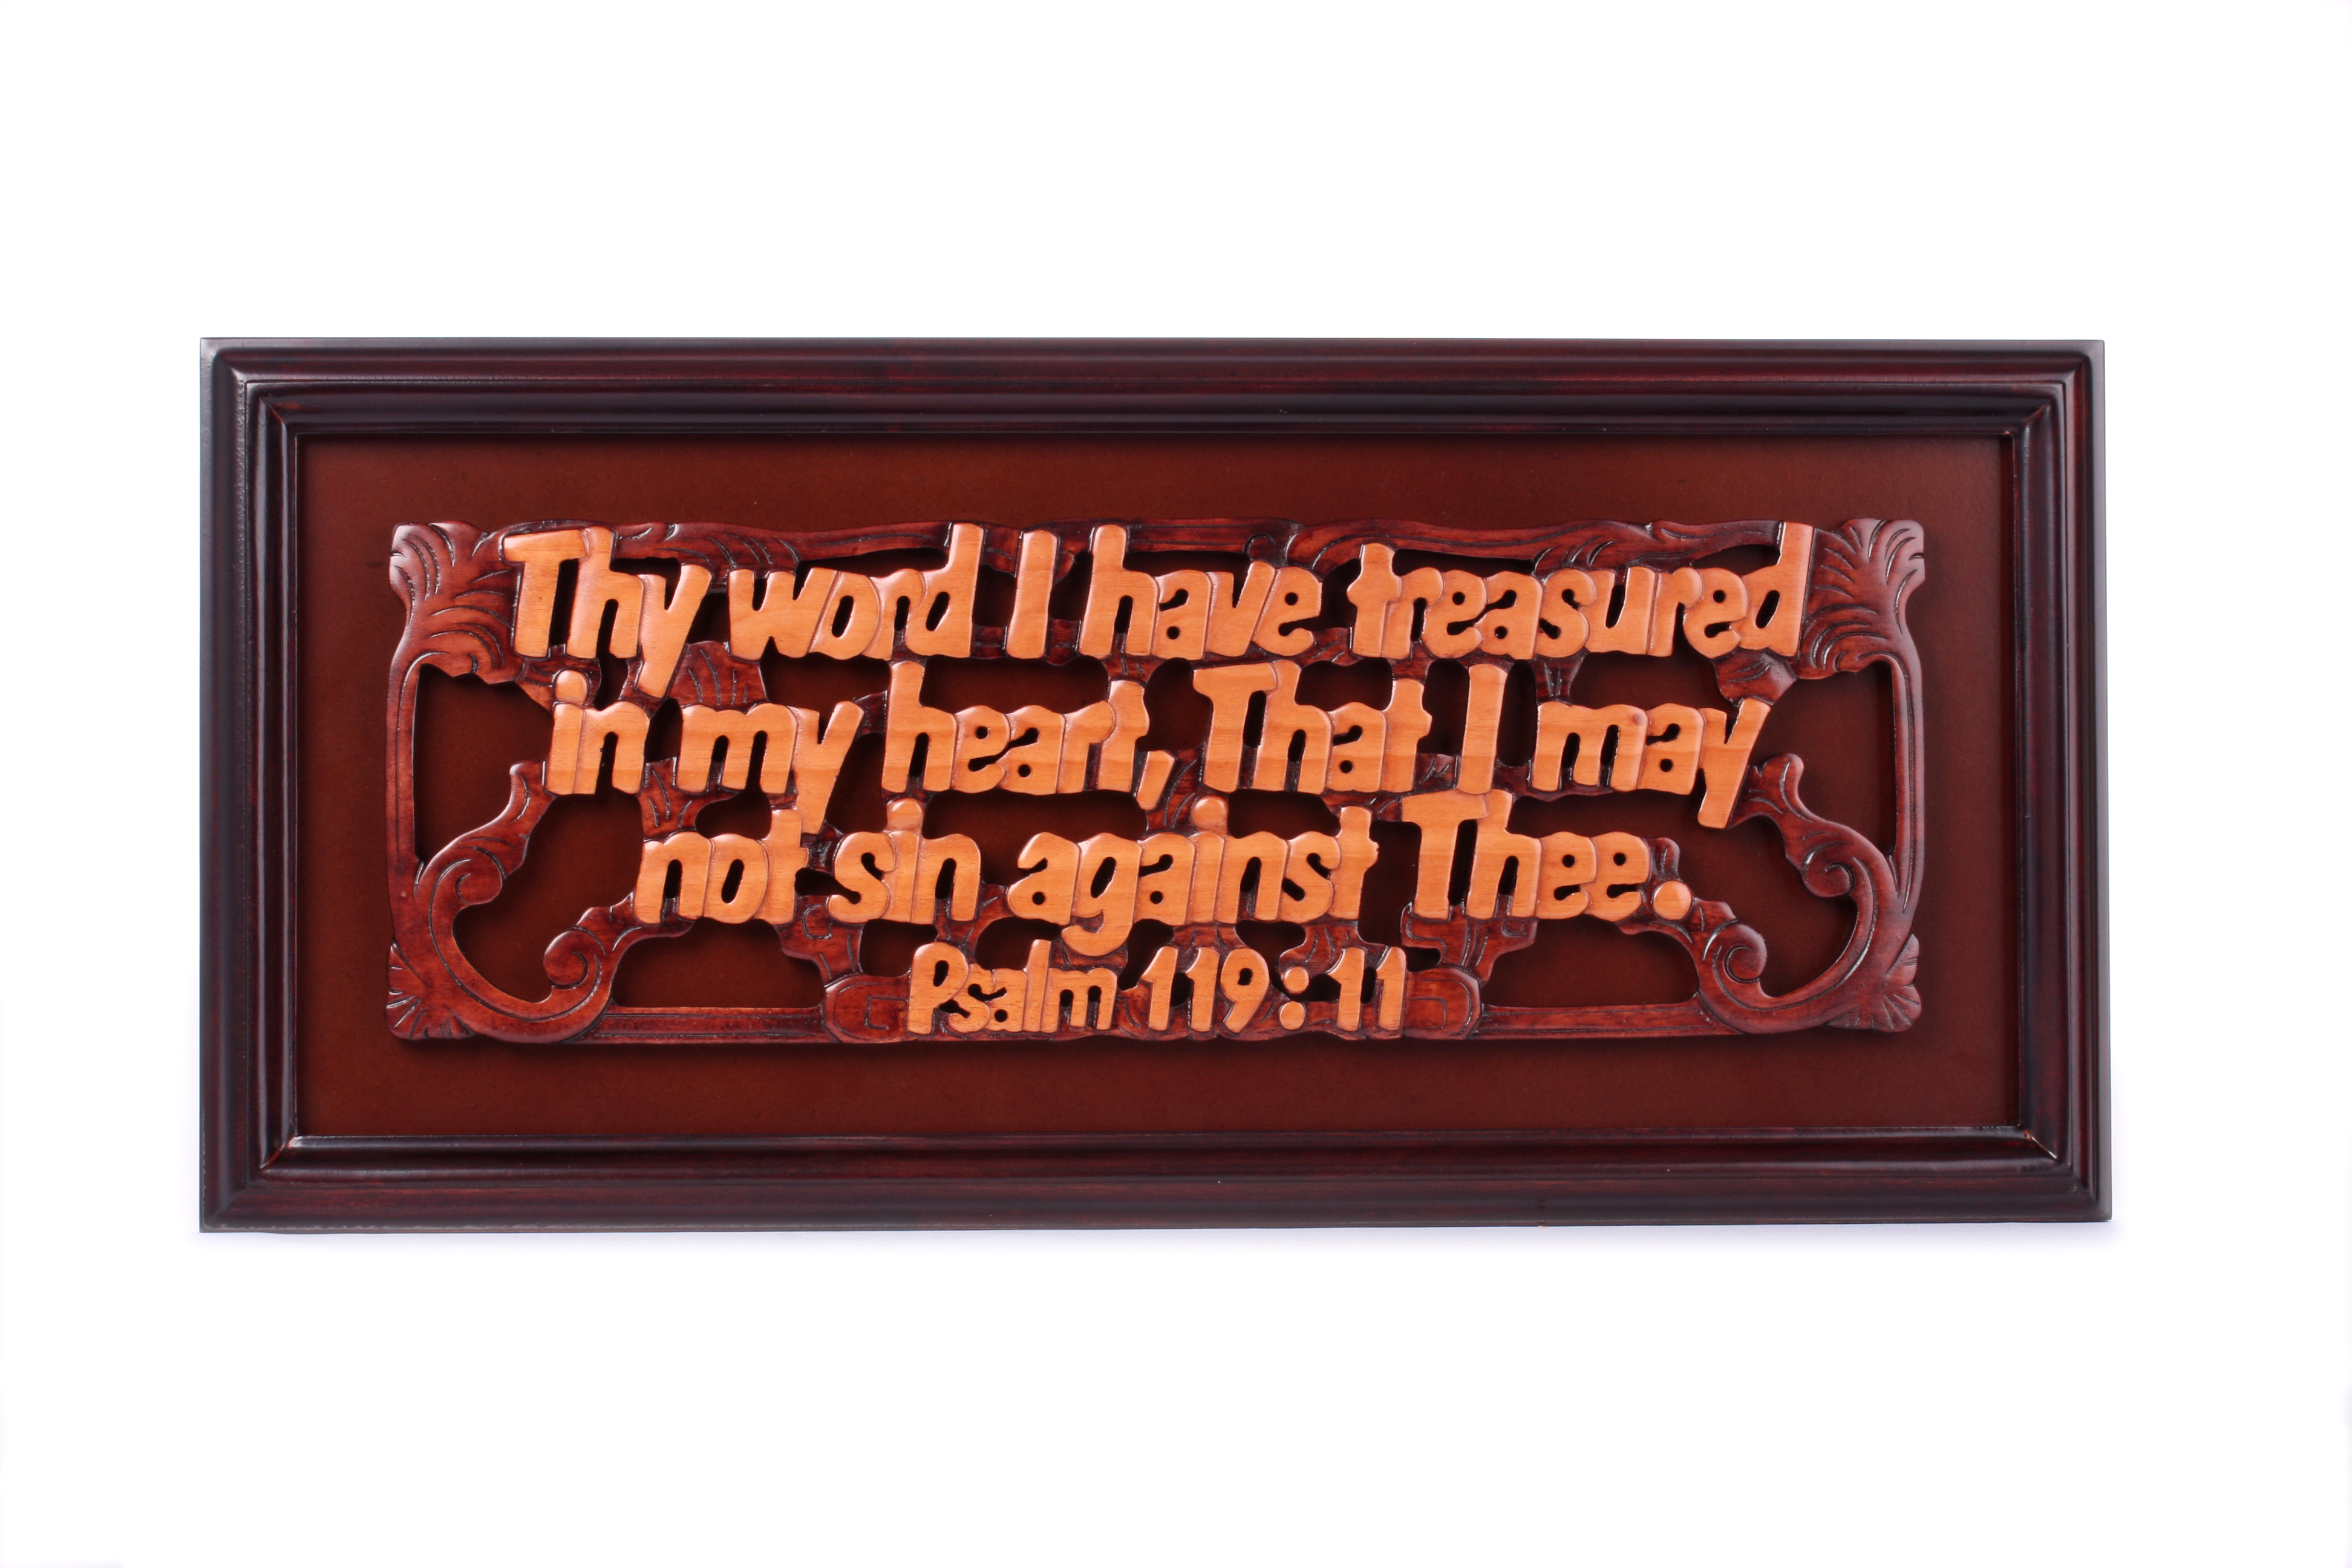 Thy word I have treasured
in my heart, That I may
not sin against Thee.
Psalm 119:11